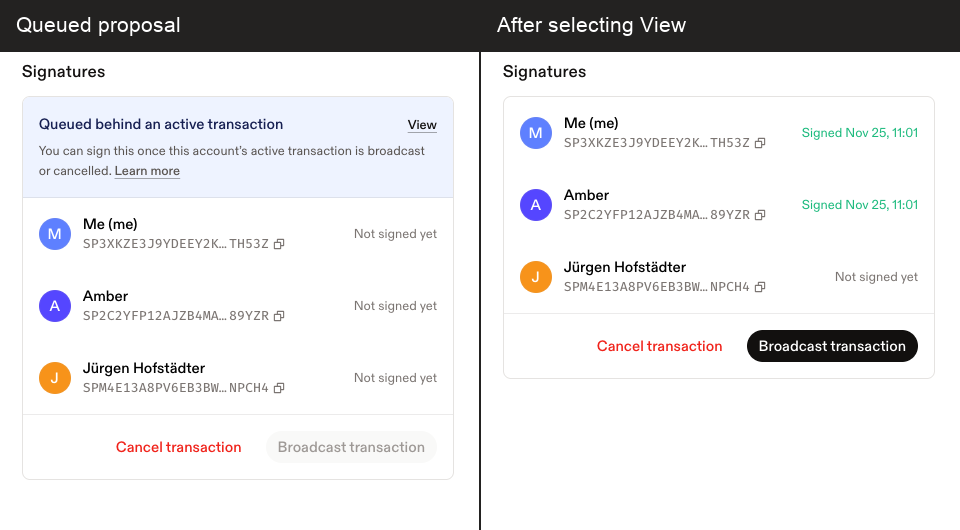 Queued proposal
Signatures
Queued behind an active transaction
View
You can sign this once this account's active transaction is broadcast
or cancelled. Learn more
M
Me (me)
SP3XKZE3J9YDEEY2K…TH53Z
Not signed yet
A
Amber
SP2C2YFP12AJZB4MA…89YZR
Not signed yet
J
Jürgen Hofstädter
SPM4E13A8PV6EB3BW…NPCH4
Not signed yet
Cancel transaction
Broadcast transaction
After selecting View
Signatures
M
Me (me)
SP3XKZE3J9YDEEY2K…TH53Z
Signed Nov 25, 11:01
A
Amber
SP2C2YFP12AJZB4MA…89YZR
Signed Nov 25, 11:01
J
Jürgen Hofstädter
SPM4E13A8PV6EB3BW…NPCH4
Not signed yet
Cancel transaction
Broadcast transaction